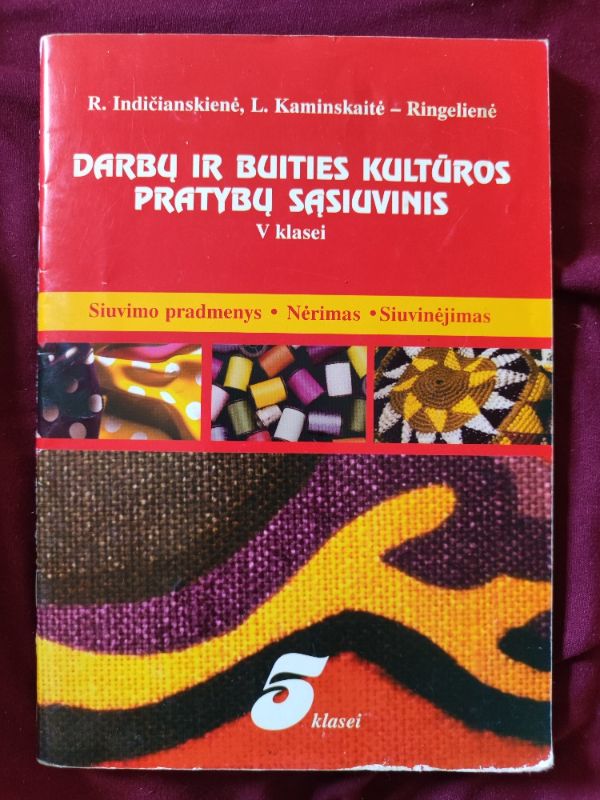 R. Indičianskienė, L. Kaminskaitė – Ringelienė
DARBŲ IR BUITIES KULTŪROS
PRATYBŲ SĄSIUVINIS
V klasei
Siuvimo pradmenys • Nėrimas • Siuvinėjimas
5 klasei